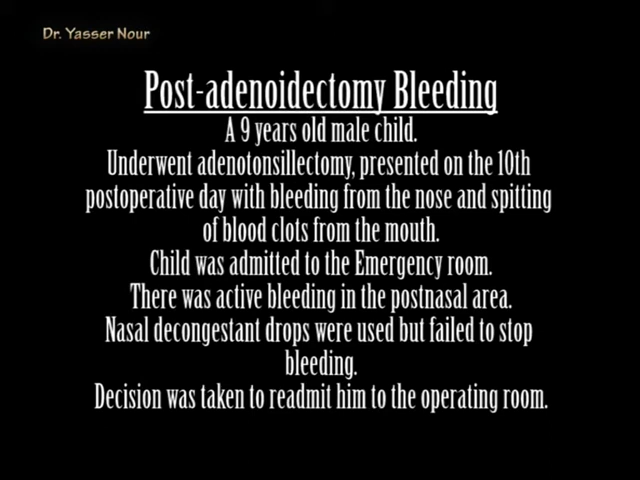 Dr. Yasser Nour
Post-adenoidectomy Bleeding
A 9 years old male child.
Underwent adenotonsillectomy, presented on the 10th
postoperative day with bleeding from the nose and spitting
of blood clots from the mouth.
Child was admitted to the Emergency room.
There was active bleeding in the postnasal area.
Nasal decongestant drops were used but failed to stop
bleeding.
Decision was taken to readmit him to the operating room.